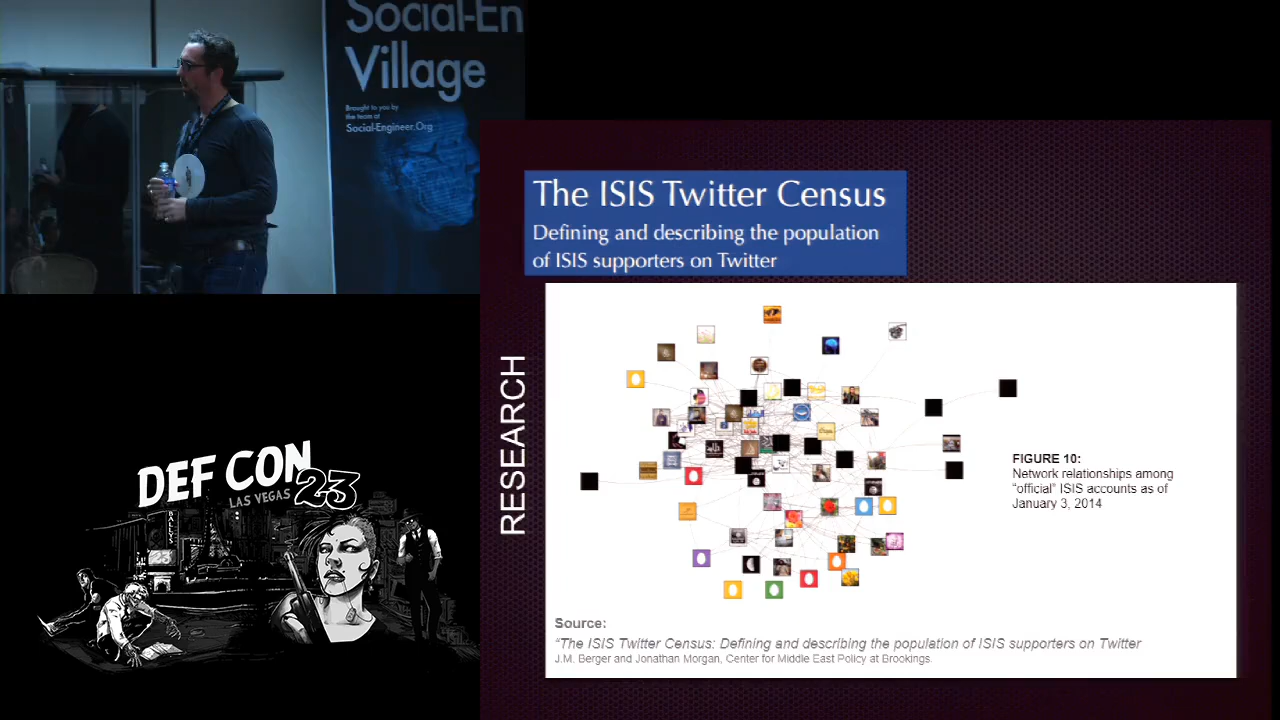 Social-En
Village
Brought to you by
the team at
Social-Engineer.Org
The ISIS Twitter Census
Defining and describing the population
of ISIS supporters on Twitter
RESEARCH
FIGURE 10:
Network relationships among
“official” ISIS accounts as of
January 3, 2014
Source:
“The ISIS Twitter Census: Defining and describing the population of ISIS supporters on Twitter
J.M. Berger and Jonathan Morgan, Center for Middle East Policy at Brookings.
DEF CON
LAS VEGAS 23
BALLY'S